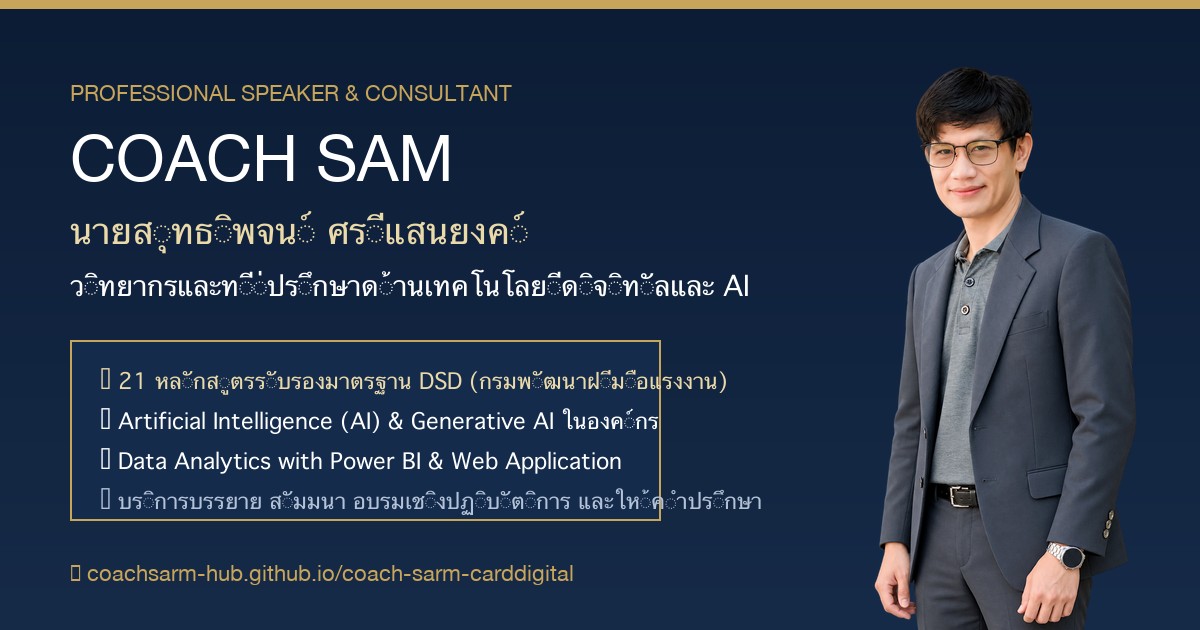 PROFESSIONAL SPEAKER & CONSULTANT
COACH SAM
นายสุทธิพจน์ ศรีแสนยงค์
วิทยากรและที่ปรึกษาด้านเทคโนโลยีดิจิทัลและ AI
21 หลักสูตรรับรองมาตรฐาน DSD (กรมพัฒนาฝีมือแรงงาน)
Artificial Intelligence (AI) & Generative AI ในองค์กร
Data Analytics with Power BI & Web Application
บริการบรรยาย สัมมนา อบรมเชิงปฏิบัติการ และให้คำปรึกษา
coachsarm-hub.github.io/coach-sarm-carddigital